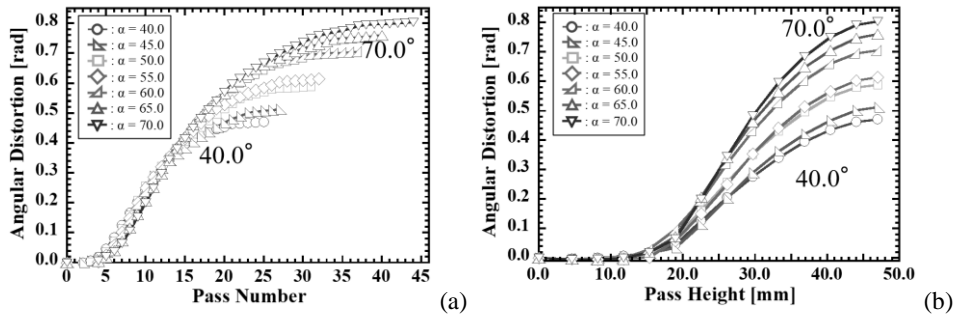 Angular Distortion [rad]
0.8
0.7
0.6
0.5
0.4
0.3
0.2
0.1
0.0
: α = 40.0
: α = 45.0
: α = 50.0
: α = 55.0
: α = 60.0
: α = 65.0
: α = 70.0
70.0°
40.0°
0 5 10 15 20 25 30 35 40 45
Pass Number
(a)
Angular Distortion [rad]
0.8
0.7
0.6
0.5
0.4
0.3
0.2
0.1
0.0
: α = 40.0
: α = 45.0
: α = 50.0
: α = 55.0
: α = 60.0
: α = 65.0
: α = 70.0
70.0°
40.0°
0.0 10.0 20.0 30.0 40.0 50.0
Pass Height [mm]
(b)